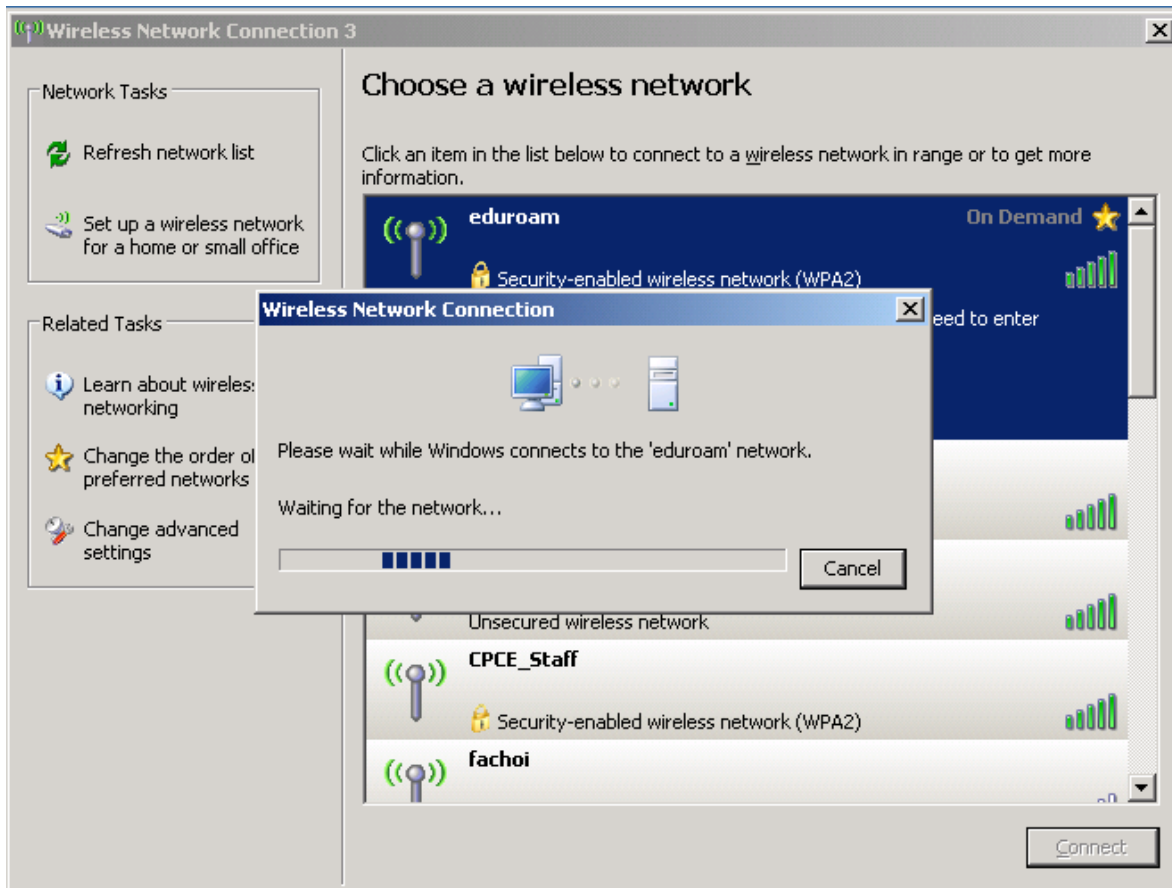 Wireless Network Connection 3
Network Tasks
Refresh network list
Set up a wireless network
for a home or small office
Related Tasks
Learn about wireles
networking
Change the order of
preferred networks
Change advanced
settings
Choose a wireless network
Click an item in the list below to connect to a wireless network in range or to get more
information.
eduroam
On Demand
Security-enabled wireless network (WPA2)
eed to enter
Wireless Network Connection
Please wait while Windows connects to the 'eduroam' network.
Waiting for the network...
Cancel
Unsecured wireless network
CPCE_Staff
Security-enabled wireless network (WPA2)
fachoi
Connect